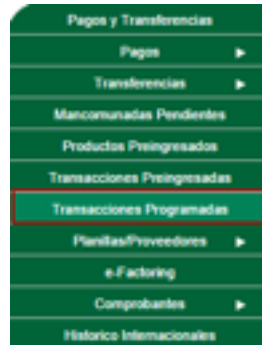 Pagos y Transferencias
Pagos
Transferencias
Mancomunadas Pendientes
Productos Preingresados
Transacciones Preingresadas
Transacciones Programadas
Planillas/Proveedores
e-Factoring
Comprobantes
Historico Internacionales